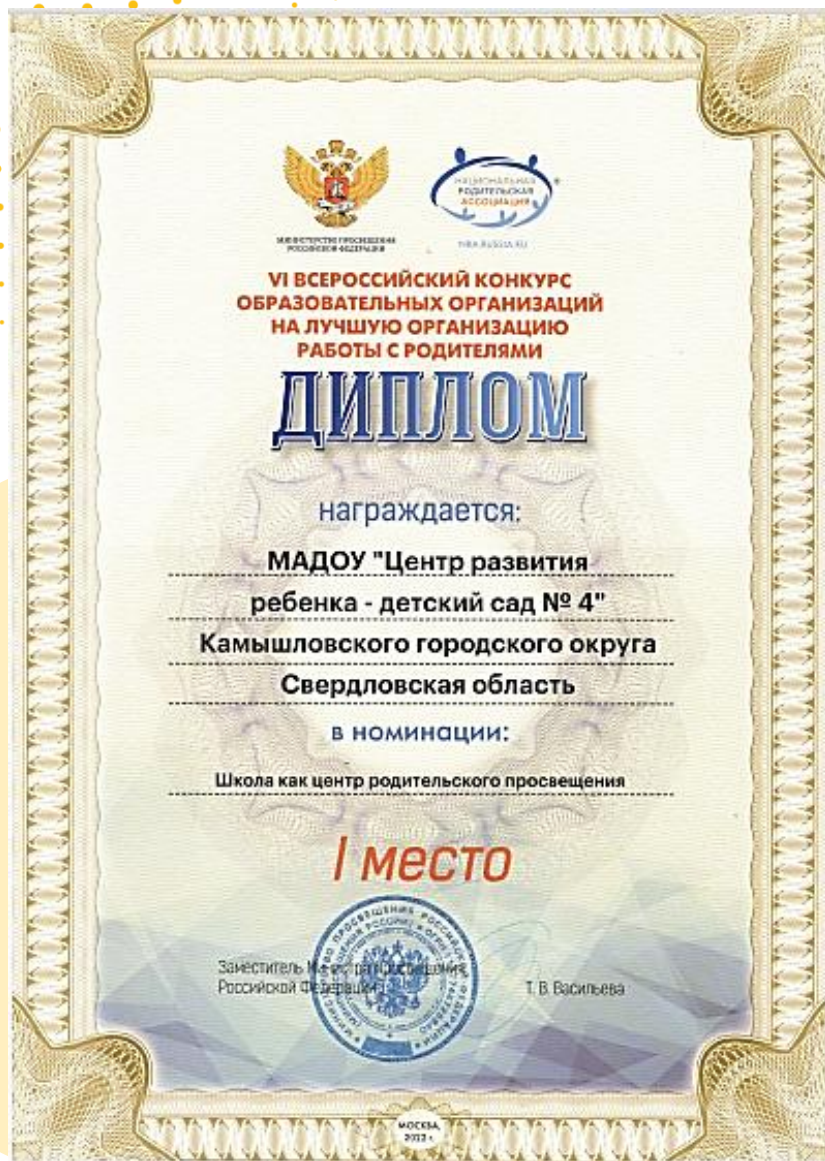 МИНИСТЕРСТВО ПРОСВЕЩЕНИЯ
РОССИЙСКОЙ ФЕДЕРАЦИИ
НАЦИОНАЛЬНАЯ
РОДИТЕЛЬСКАЯ
АССОЦИАЦИЯ
NRA-RUSSIA.RU
VI ВСЕРОССИЙСКИЙ КОНКУРС
ОБРАЗОВАТЕЛЬНЫХ ОРГАНИЗАЦИЙ
НА ЛУЧШУЮ ОРГАНИЗАЦИЮ
РАБОТЫ С РОДИТЕЛЯМИ
ДИПЛОМ
награждается:
МАДОУ "Центр развития
ребенка - детский сад № 4"
Камышловского городского округа
Свердловская область
в номинации:
Школа как центр родительского просвещения
I место
Заместитель Министра просвещения
Российской Федерации
Т. В. Васильева
МОСКВА,